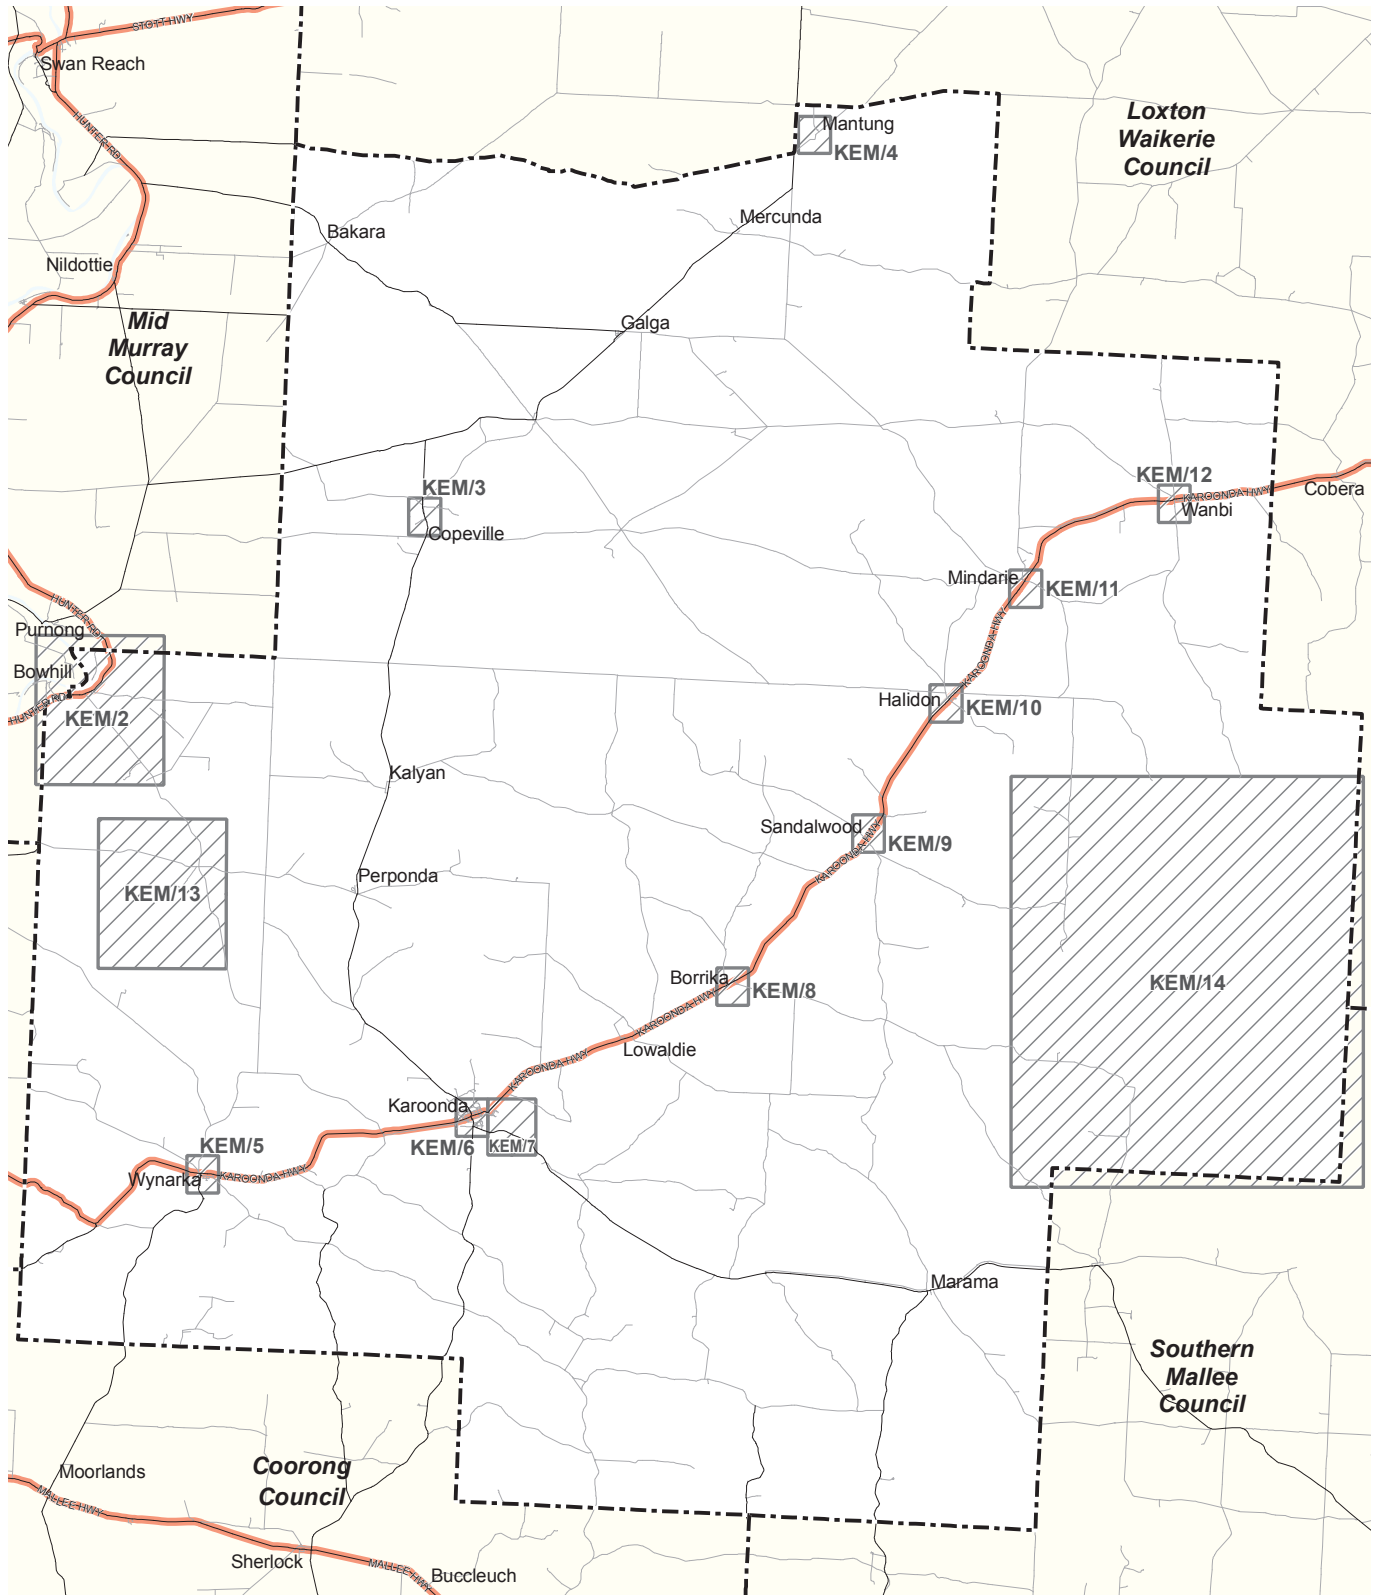 STOTT HWY
Swan Reach
HUNTER RD
Mantung
KEM/4
Loxton
Waikerie
Council
Mercunda
Bakara
Nildottie
Mid
Murray
Council
Galga
KEM/3
Copeville
KEM/12
KAROONDA HWY
Wanbi
Cobera
Mindarie
KEM/11
KAROONDA HWY
HUNTER RD
Purnong
Bowhill
HUNTER RD
KEM/2
Halidon
KEM/10
Kalyan
Sandalwood
KEM/9
KAROONDA HWY
KEM/13
Perponda
Borrika
KEM/8
KEM/14
KAROONDA HWY
Lowaldie
KAROONDA HWY
Karoonda
KEM/6
KEM/7
KEM/5
Wynarka
KAROONDA HWY
Marama
Southern
Mallee
Council
Coorong
Council
Moorlands
MALLEE HWY
Sherlock
MALLEE HWY
Buccleuch